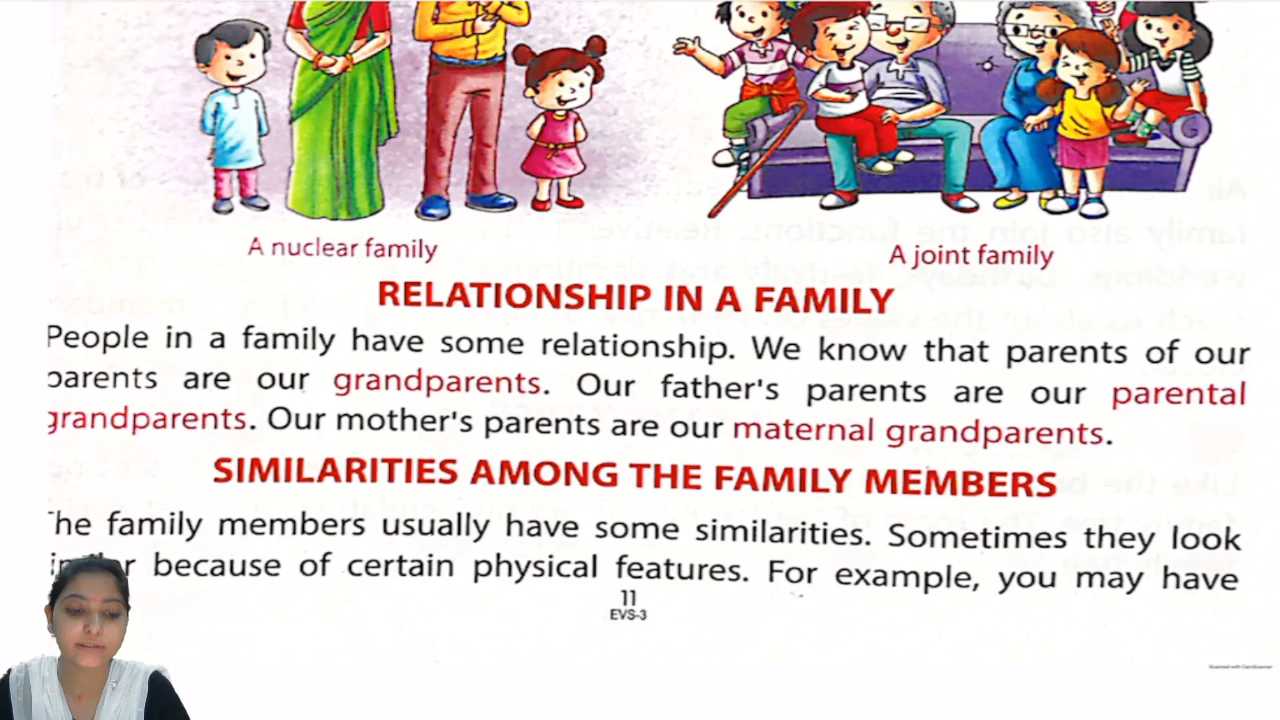 A nuclear family
A joint family
RELATIONSHIP IN A FAMILY
People in a family have some relationship. We know that parents of our
parents are our grandparents. Our father's parents are our parental
grandparents. Our mother's parents are our maternal grandparents.
SIMILARITIES AMONG THE FAMILY MEMBERS
The family members usually have some similarities. Sometimes they look
because of certain physical features. For example, you may have
11
EVS-3
Scanned with CamScanner